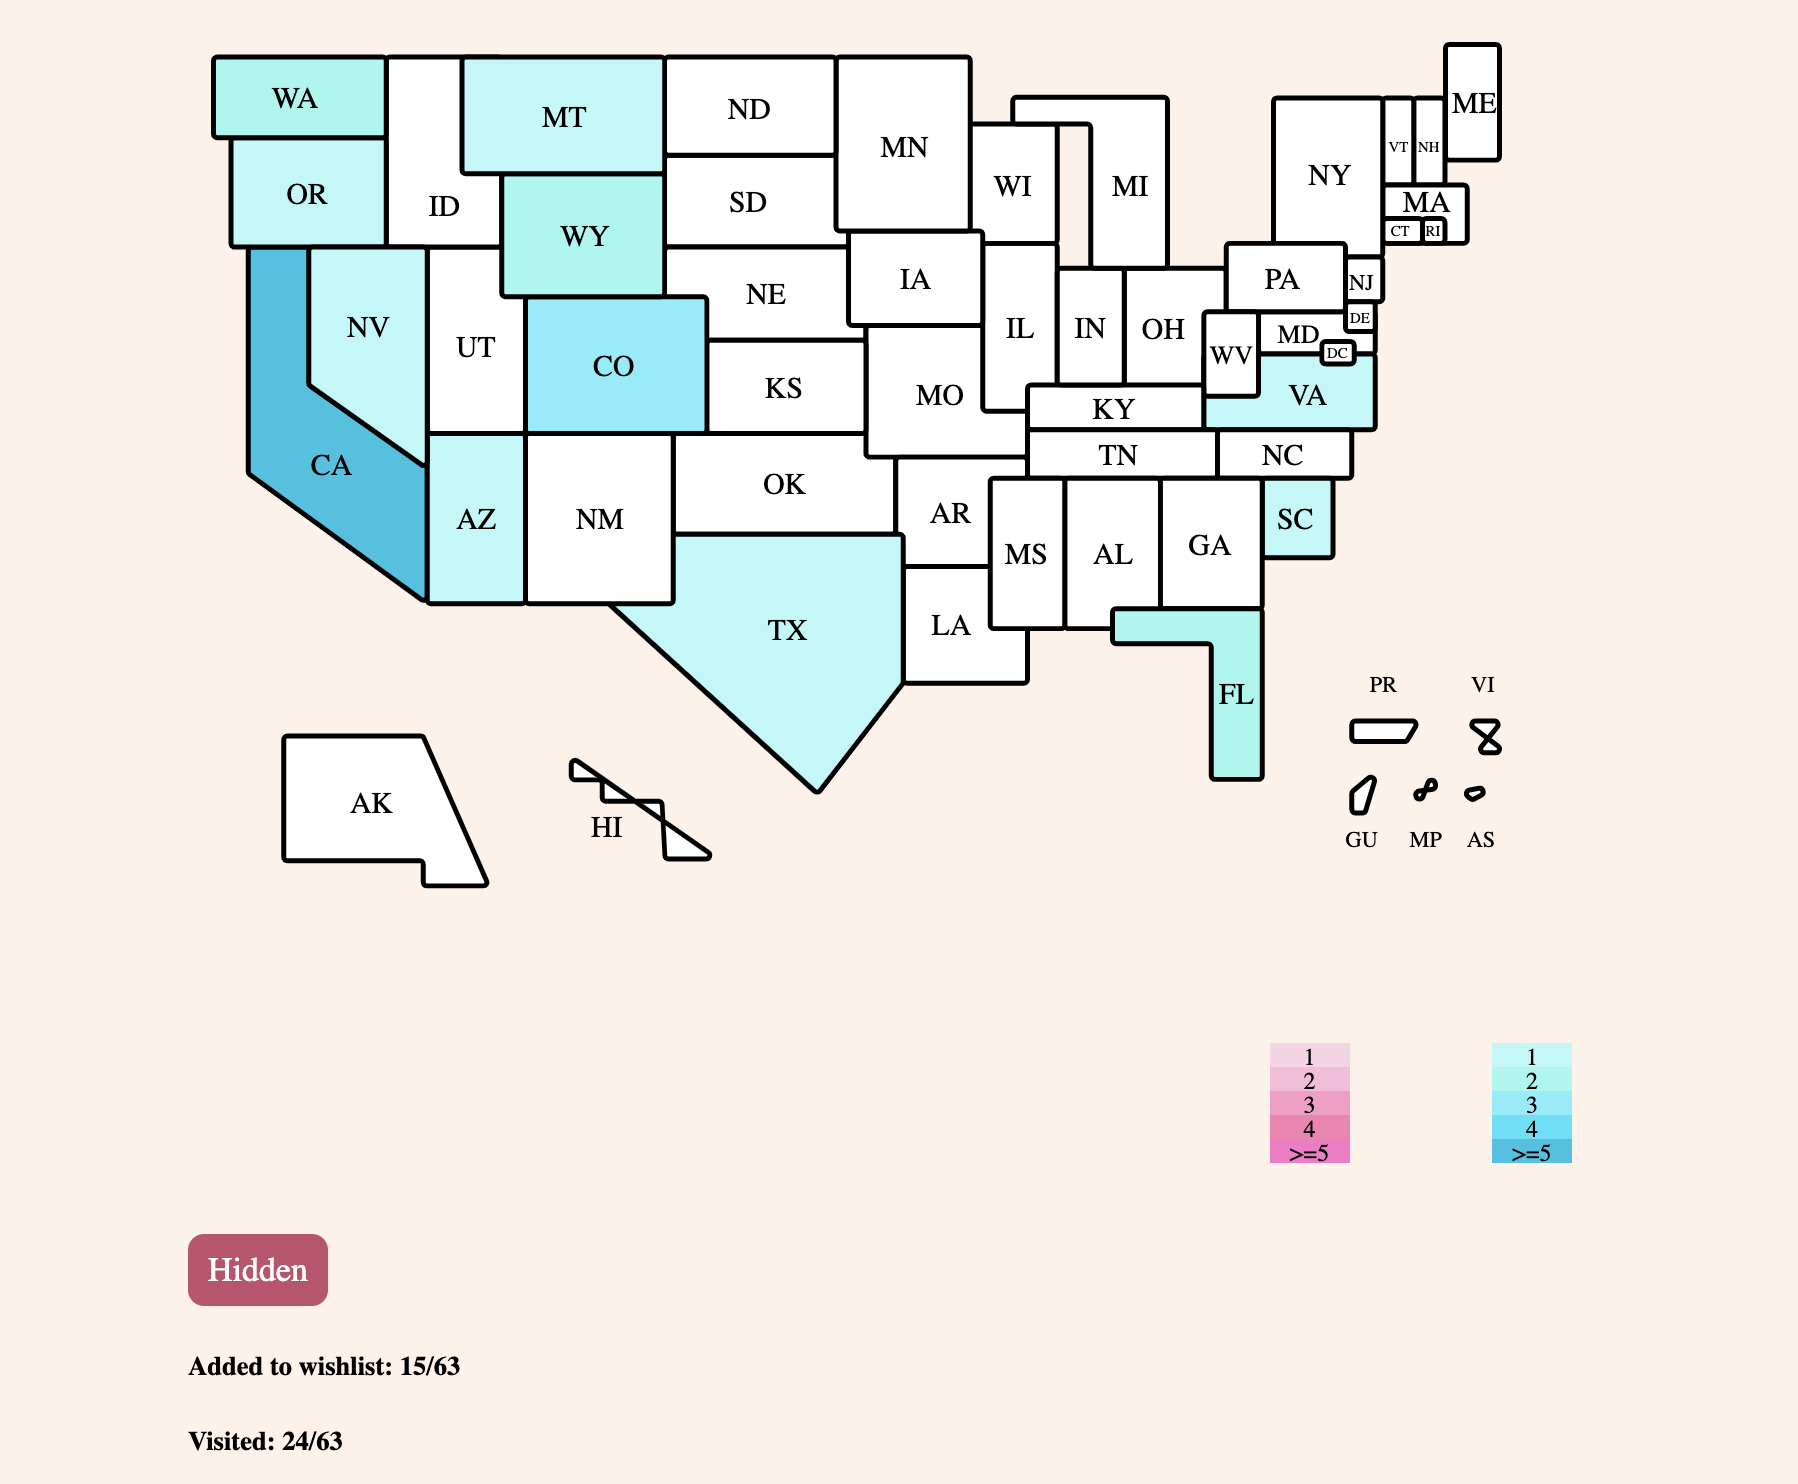 WA
MT
ND
MN
ME
OR
ID
WY
SD
WI
MI
NY
VT
NH
MA
CT
RI
NV
UT
CO
NE
IA
IL
IN
OH
PA
NJ
DE
MD
DC
WV
VA
KS
MO
KY
CA
AZ
NM
OK
AR
TN
NC
MS
AL
GA
SC
TX
LA
FL
AK
HI
PR
VI
GU
MP
AS
1
2
3
4
>=5
1
2
3
4
>=5
Hidden
Added to wishlist: 15/63
Visited: 24/63